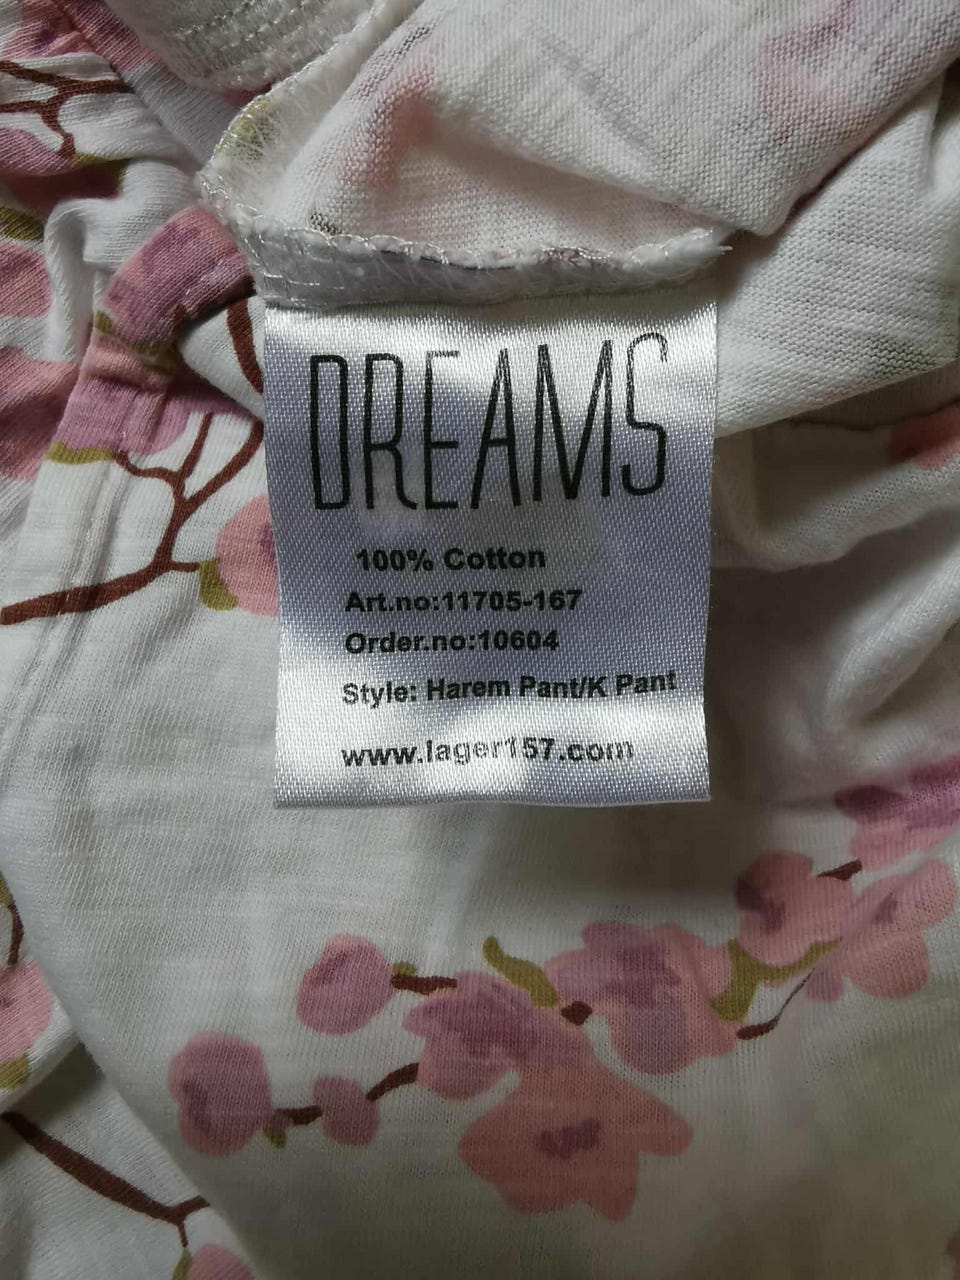 DREAMS
100% Cotton
Art.no:11705-167
Order.no:10604
Style: Harem Pant/K Pant
www.lager157.com